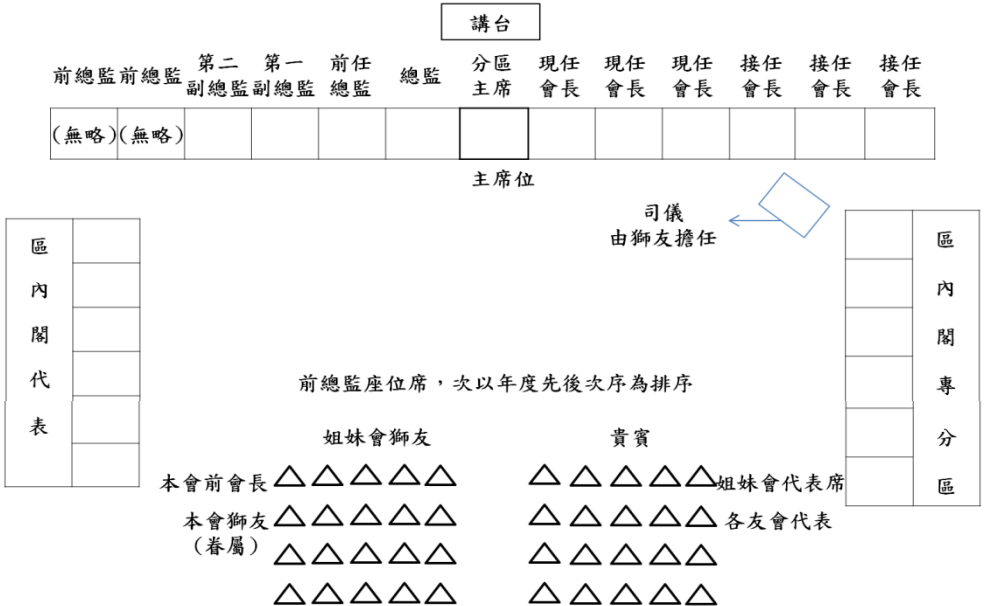 講台
前總監 前總監 第二副總監 第一副總監 前任總監 總監 分區主席 現任會長 現任會長 現任會長 接任會長 接任會長 接任會長
(無略) (無略)
主席位
司儀
由獅友擔任
區內閣代表
區內閣專分區
前總監座位席，次以年度先後次序為排序
姐妹會獅友 貴賓
本會前會長 姐妹會代表席
本會獅友 各友會代表
(眷屬)